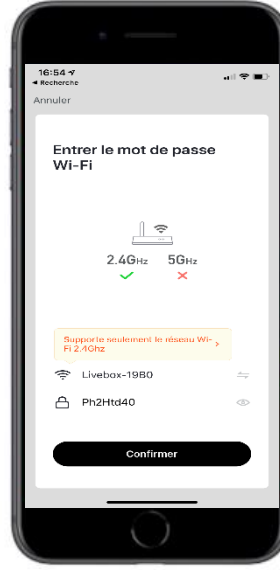 16:54
Recherche
Annuler
Entrer le mot de passe
Wi-Fi
2.4GHz 5GHz
Supporte seulement le réseau Wi-
Fi 2.4Ghz
Livebox-19B0
Ph2Htd40
Confirmer